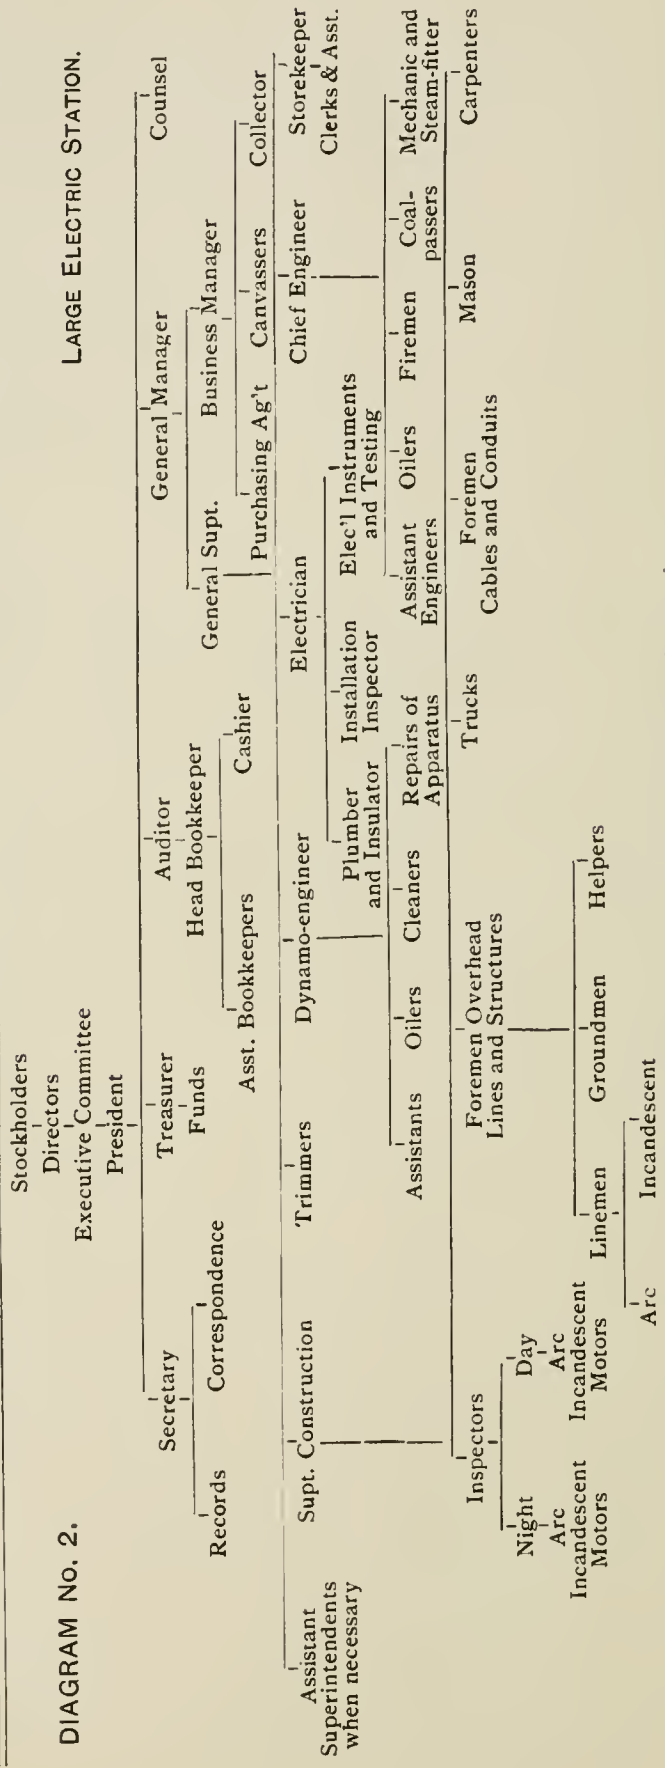 DIAGRAM No. 2.
LARGE ELECTRIC STATION.
Stockholders
Directors
Executive Committee
President
Secretary
Treasurer
Auditor
General Manager
Counsel
Records
Correspondence
Funds
Head Bookkeeper
Asst. Bookkeepers
Cashier
General Supt.
Business Manager
Purchasing Ag't
Canvassers
Collector
Assistant
Superintendents
when necessary
Supt. Construction
Trimmers
Dynamo-engineer
Electrician
Chief Engineer
Storekeeper
Clerks & Asst.
Plumber
and Insulator
Installation
Inspector
Elec'l Instruments
and Testing
Assistants
Oilers
Cleaners
Repairs of
Apparatus
Assistant
Engineers
Oilers
Firemen
Coal-
passers
Mechanic and
Steam-fitter
Inspectors
Foremen Overhead
Lines and Structures
Trucks
Foremen
Cables and Conduits
Mason
Carpenters
Night
Arc
Incandescent
Motors
Day
Arc
Incandescent
Motors
Linemen
Groundmen
Helpers
Arc
Incandescent